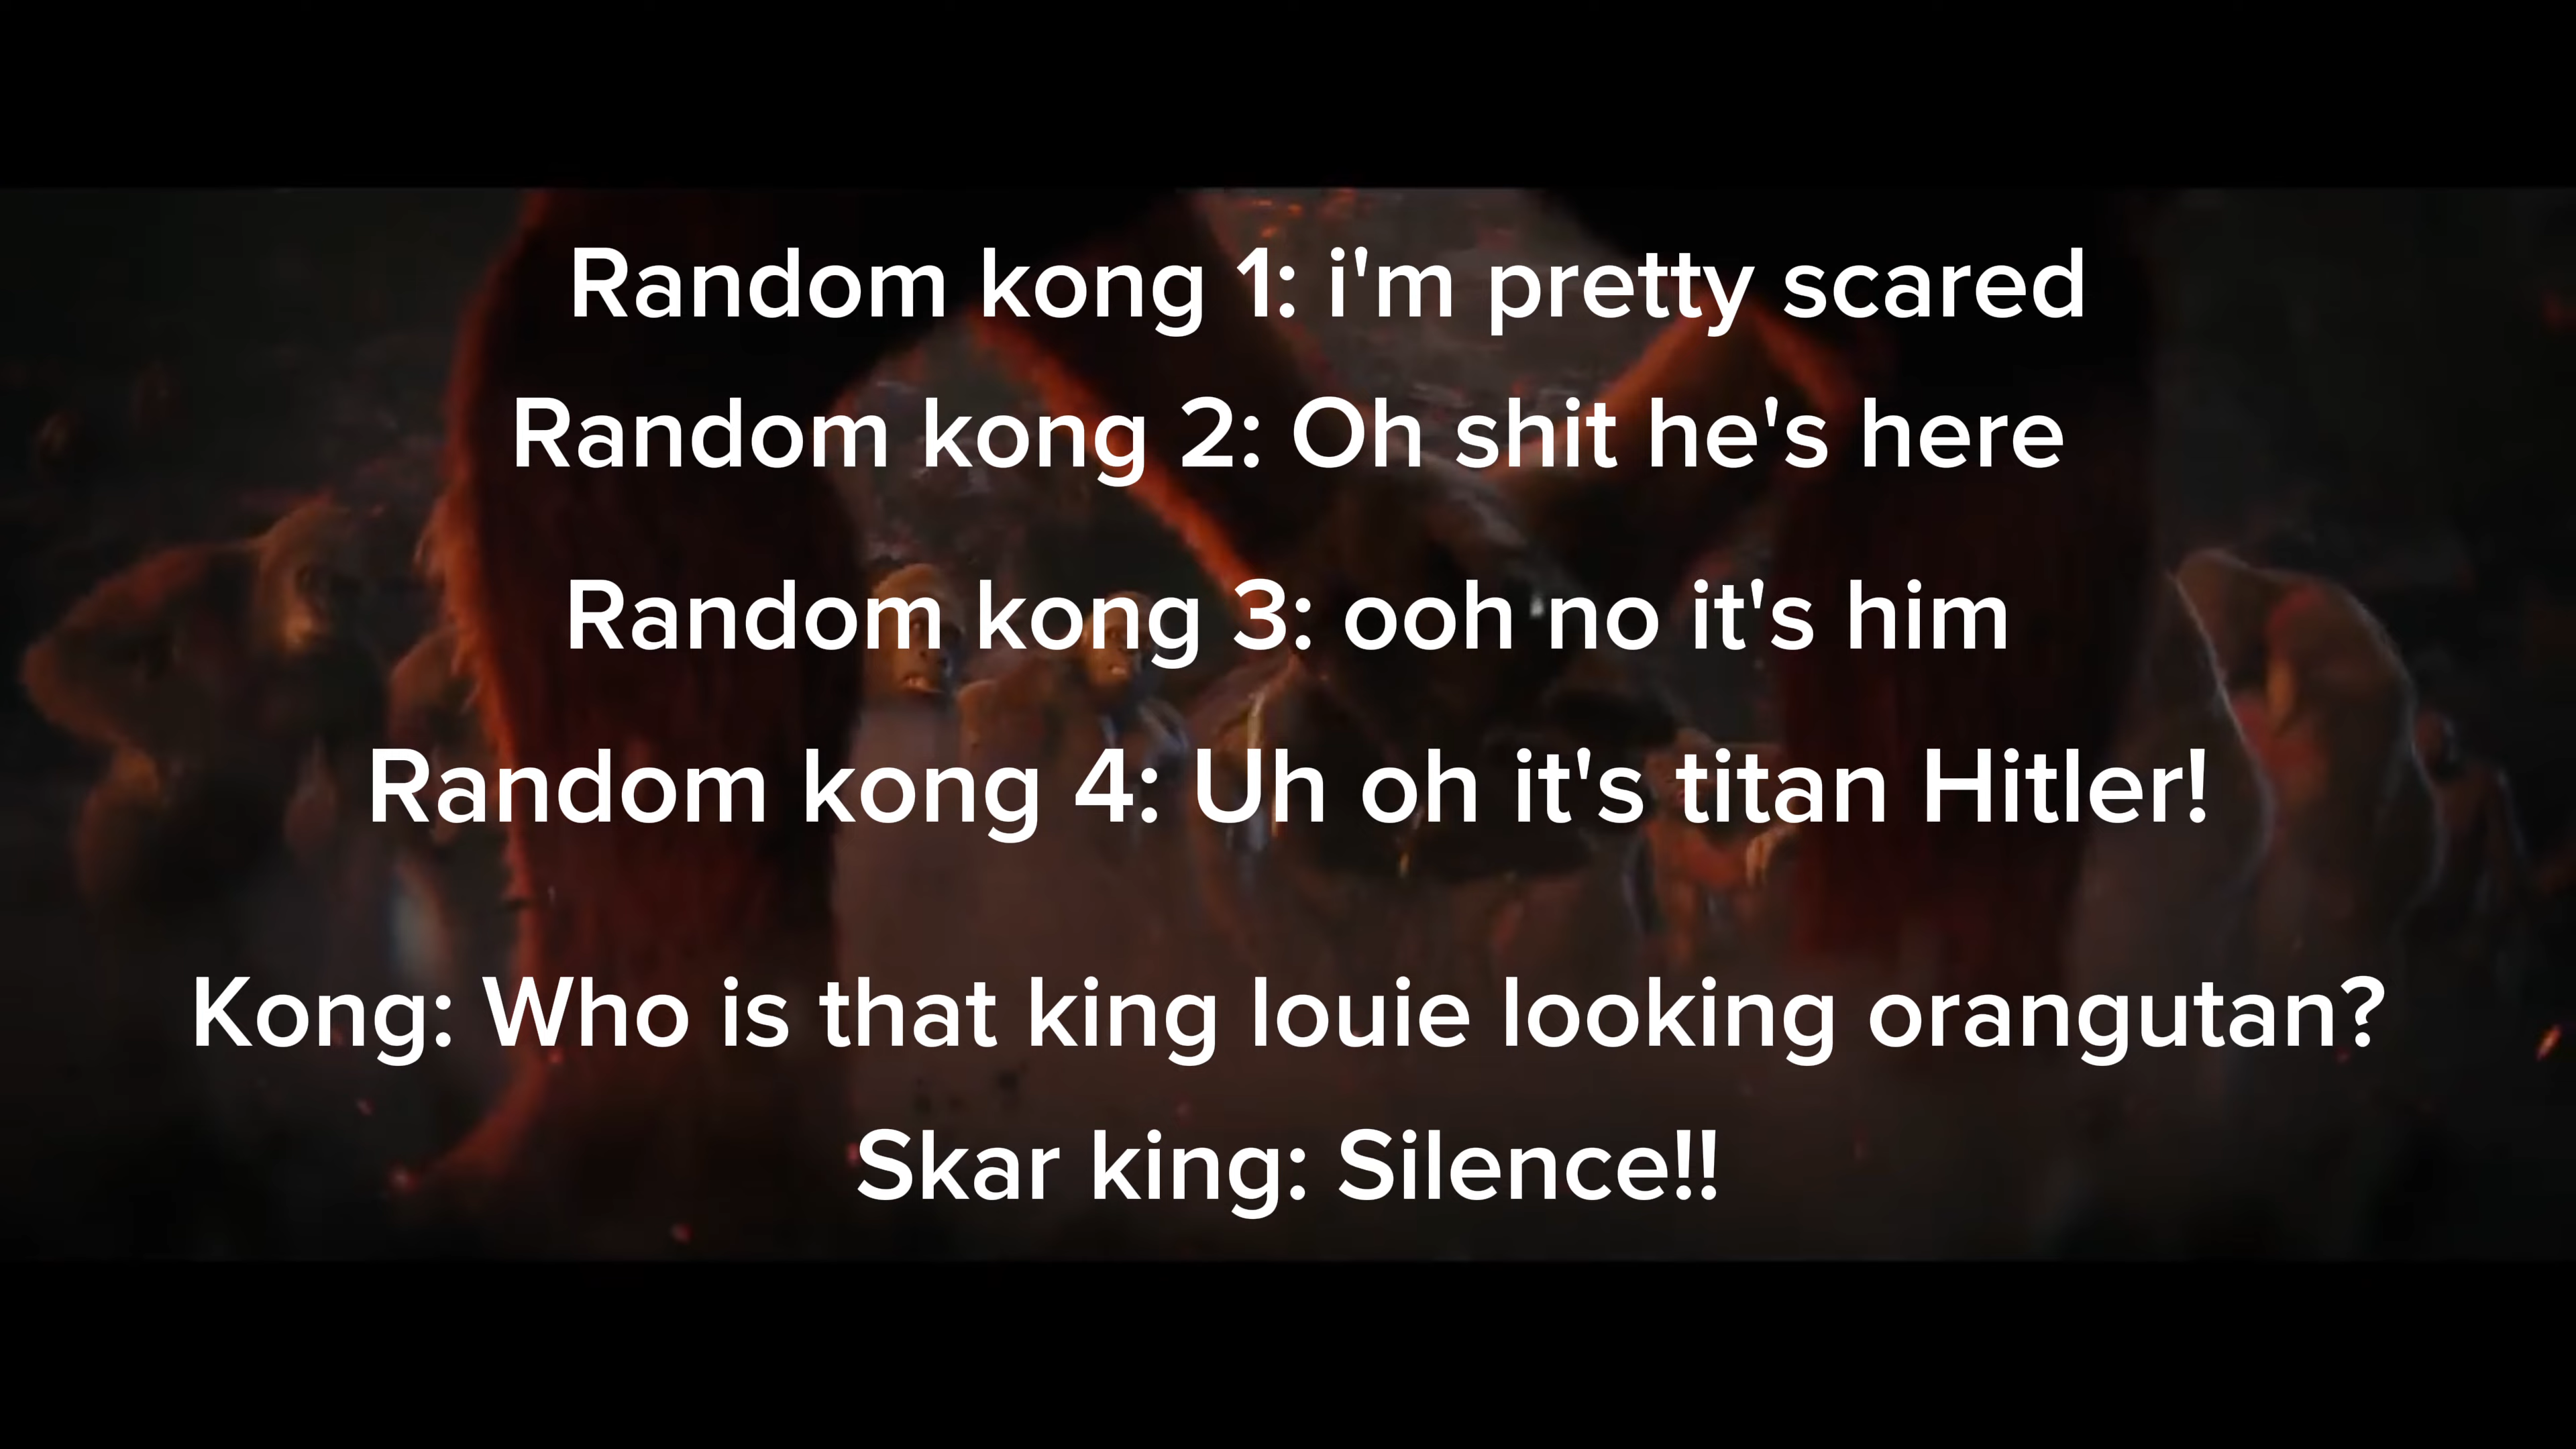 Random kong 1: i'm pretty scared
Random kong 2: Oh shit he's here
Random kong 3: ooh no it's him
Random kong 4: Uh oh it's titan Hitler!
Kong: Who is that king louie looking orangutan?
Skar king: Silence!!